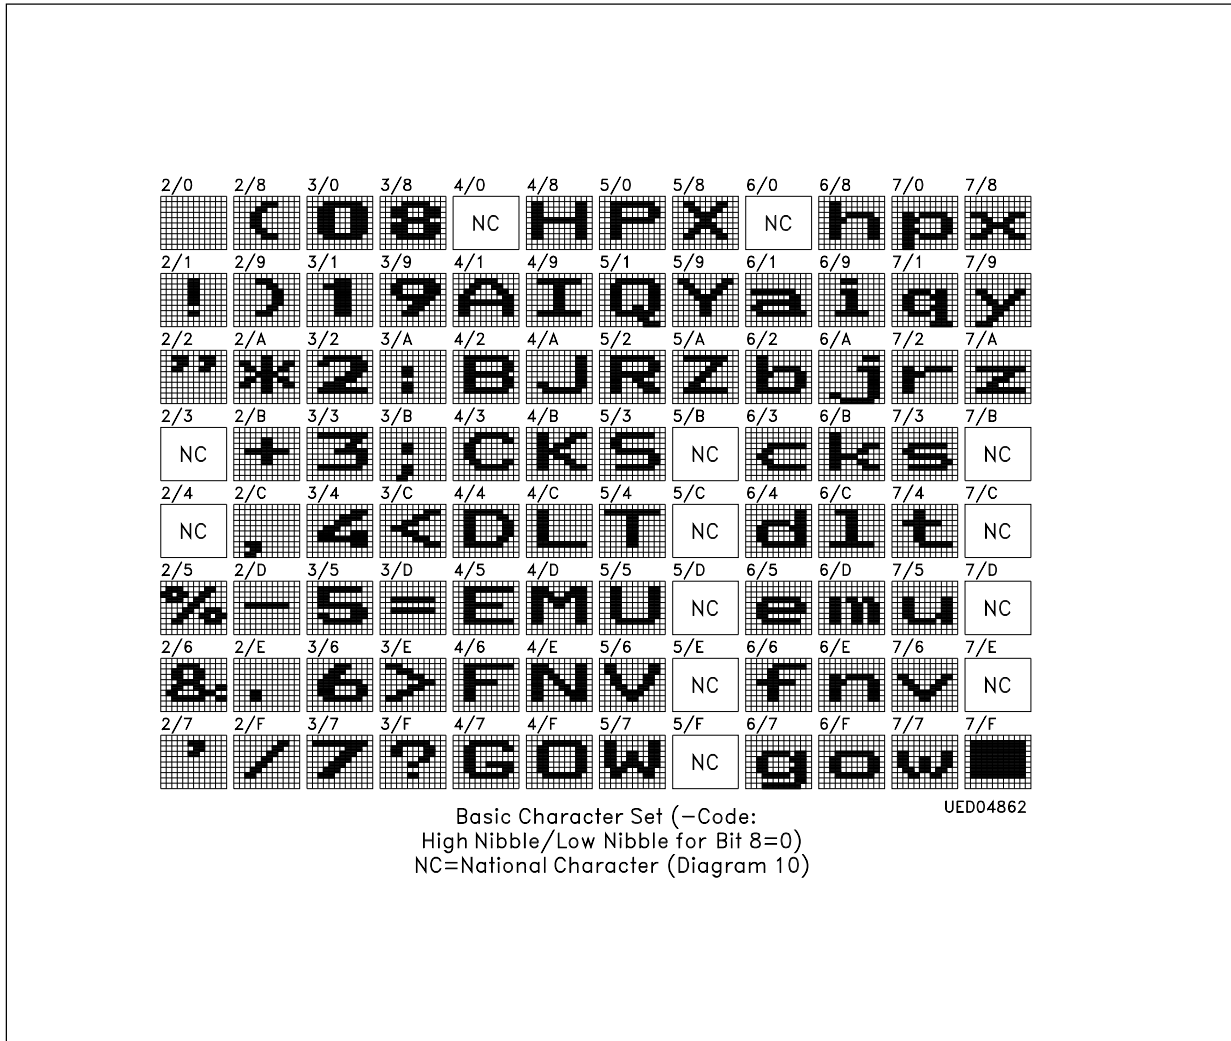 2/0 2/8 3/0 3/8 4/0 4/8 5/0 5/8 6/0 6/8 7/0 7/8
( 0 8 NC H P X NC h p x
2/1 2/9 3/1 3/9 4/1 4/9 5/1 5/9 6/1 6/9 7/1 7/9
! ) 1 9 A I Q Y a i q y
2/2 2/A 3/2 3/A 4/2 4/A 5/2 5/A 6/2 6/A 7/2 7/A
" * 2 : B J R Z b j r z
2/3 2/B 3/3 3/B 4/3 4/B 5/3 5/B 6/3 6/B 7/3 7/B
NC + 3 ; C K S NC c k s NC
2/4 2/C 3/4 3/C 4/4 4/C 5/4 5/C 6/4 6/C 7/4 7/C
NC , 4 < D L T NC d l t NC
2/5 2/D 3/5 3/D 4/5 4/D 5/5 5/D 6/5 6/D 7/5 7/D
% - 5 = E M U NC e m u NC
2/6 2/E 3/6 3/E 4/6 4/E 5/6 5/E 6/6 6/E 7/6 7/E
& . 6 > F N V NC f n v NC
2/7 2/F 3/7 3/F 4/7 4/F 5/7 5/F 6/7 6/F 7/7 7/F
' / 7 ? G O W NC g o w ■
UED04862
Basic Character Set (–Code:
High Nibble/Low Nibble for Bit 8=0)
NC=National Character (Diagram 10)